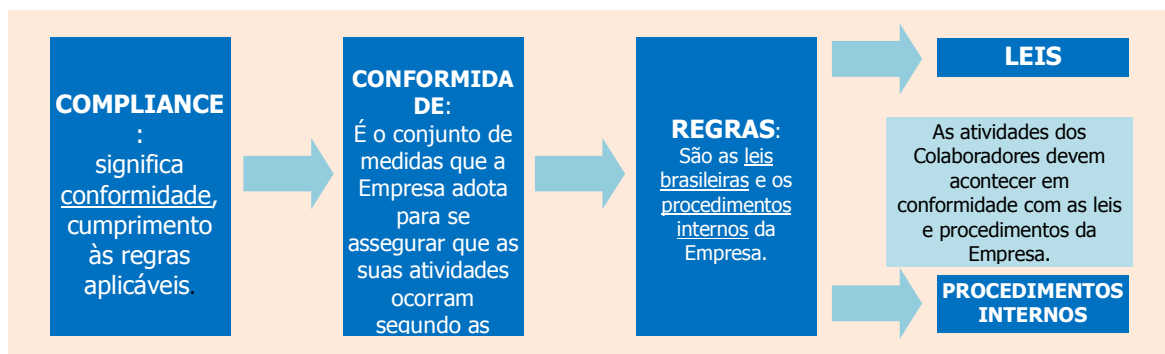 COMPLIANCE
:
significa
conformidade,
cumprimento
às regras
aplicáveis.
CONFORMIDA
DE:
É o conjunto de
medidas que a
Empresa adota
para se
assegurar que as
suas atividades
ocorram
segundo as
REGRAS:
São as leis
brasileiras e os
procedimentos
internos da
Empresa.
LEIS
As atividades dos
Colaboradores devem
acontecer em
conformidade com as leis
e procedimentos da
Empresa.
PROCEDIMENTOS
INTERNOS